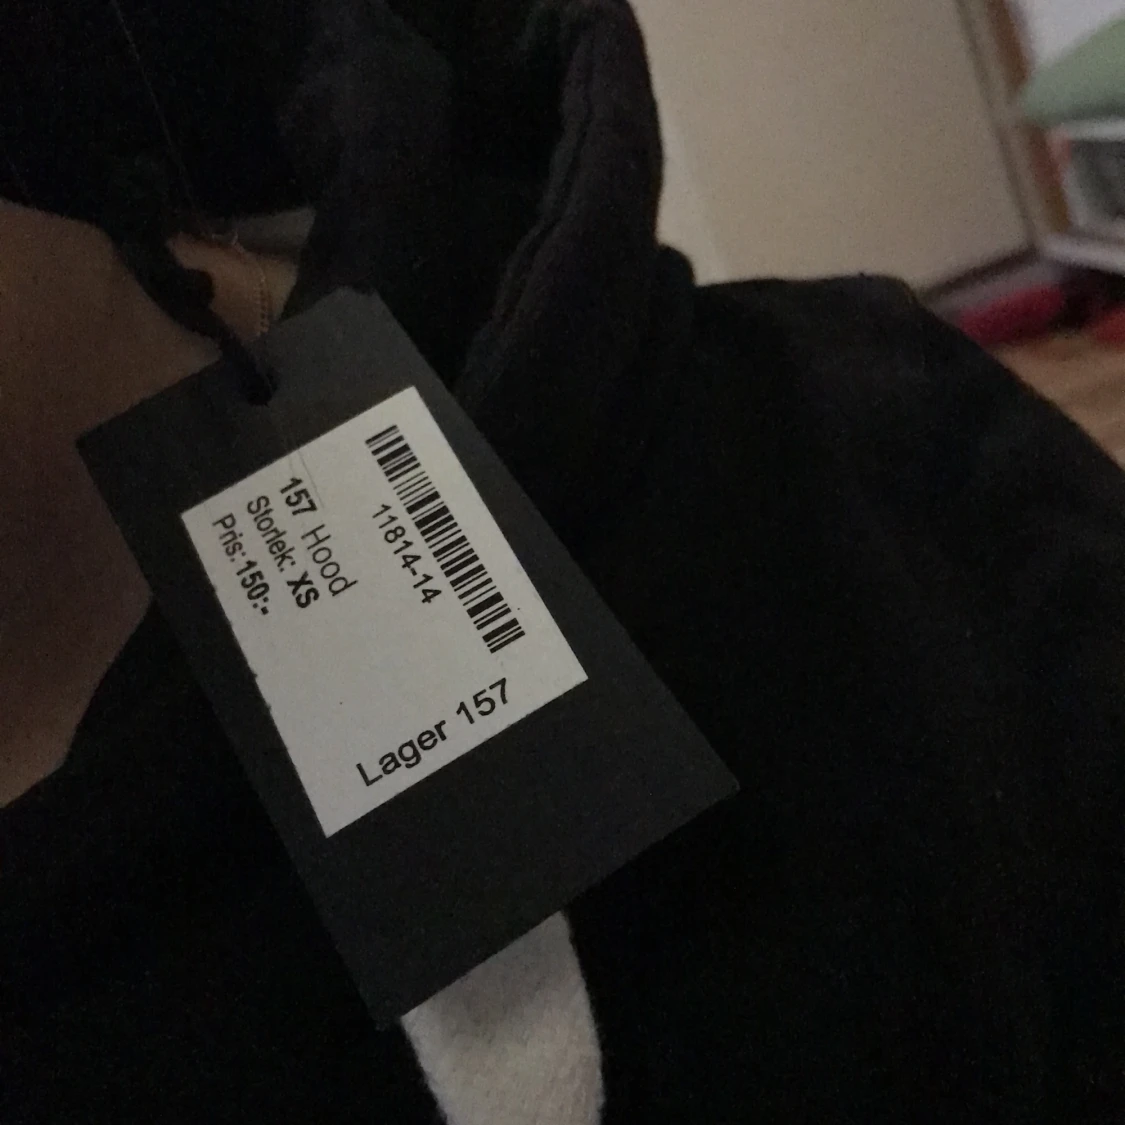 11814-14
157 Hood
Storlek: XS
Pris:150:-
Lager 157